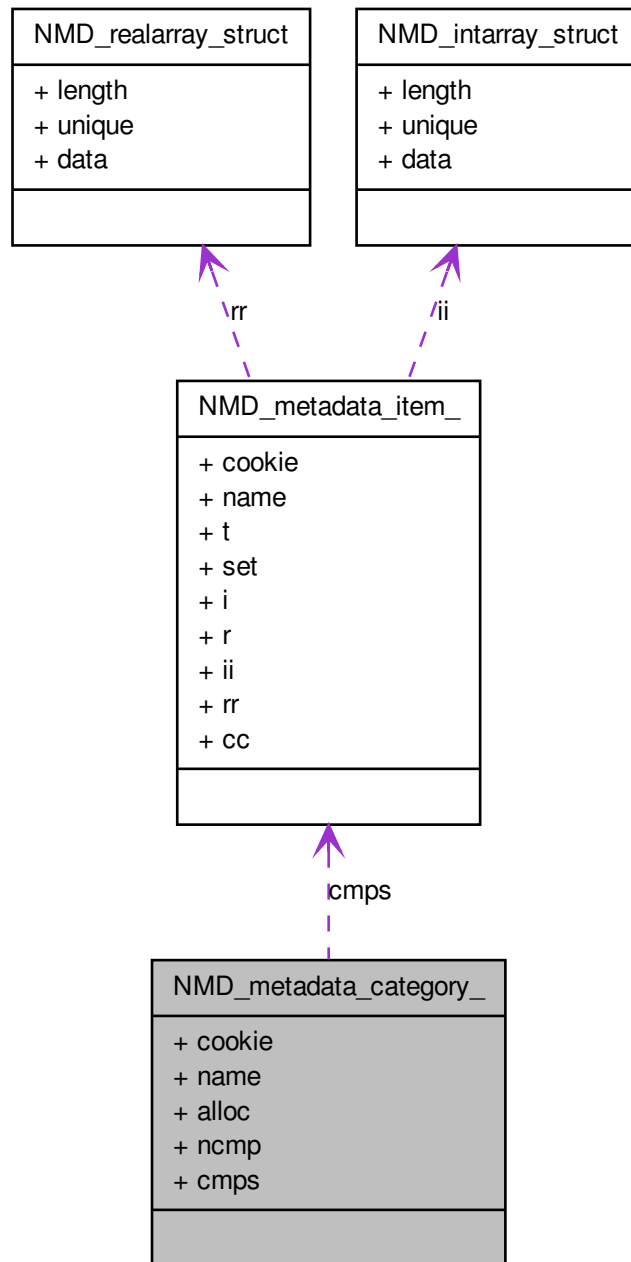 NMD_realarray_struct
+ length
+ unique
+ data
NMD_intarray_struct
+ length
+ unique
+ data
rr
ii
NMD_metadata_item_
+ cookie
+ name
+ t
+ set
+ i
+ r
+ ii
+ rr
+ cc
cmps
NMD_metadata_category_
+ cookie
+ name
+ alloc
+ ncmp
+ cmps